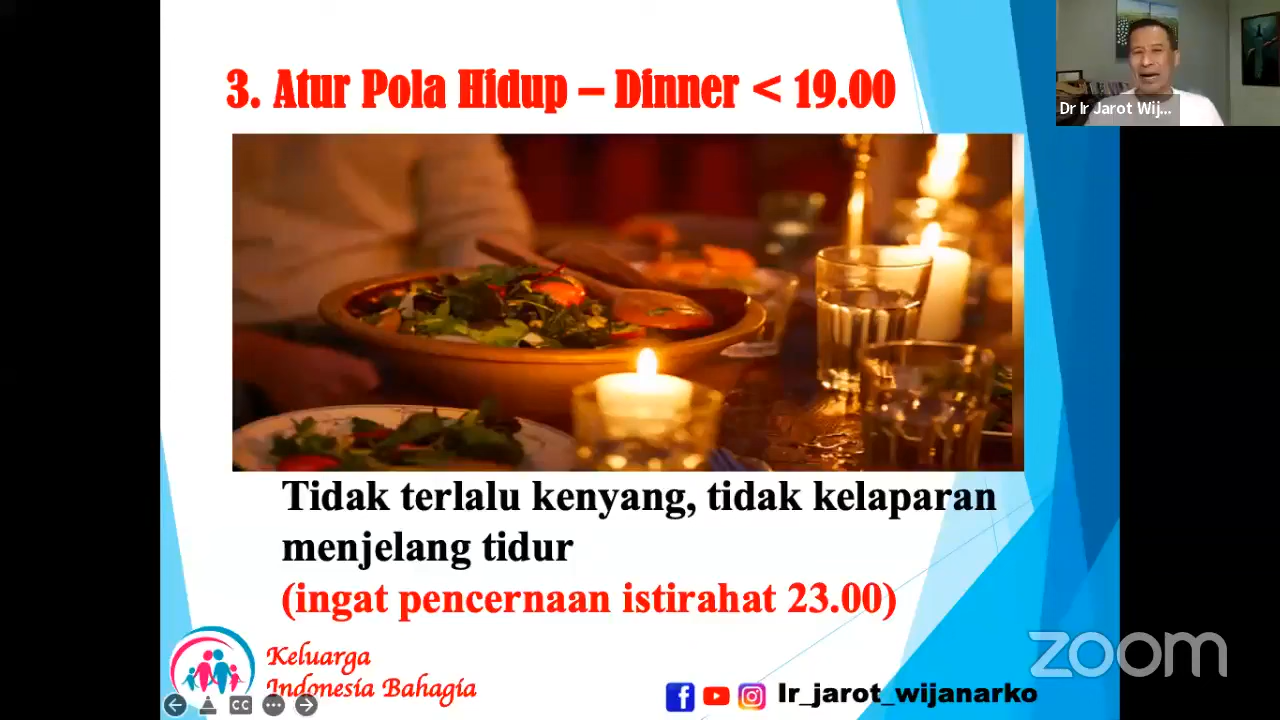 3. Atur Pola Hidup – Dinner < 19.00
Dr Ir Jarot Wij...
Tidak terlalu kenyang, tidak kelaparan
menjelang tidur
(ingat pencernaan istirahat 23.00)
Keluarga
Indonesia Bahagia
CC
Ir_jarot_wijanarko
zoom